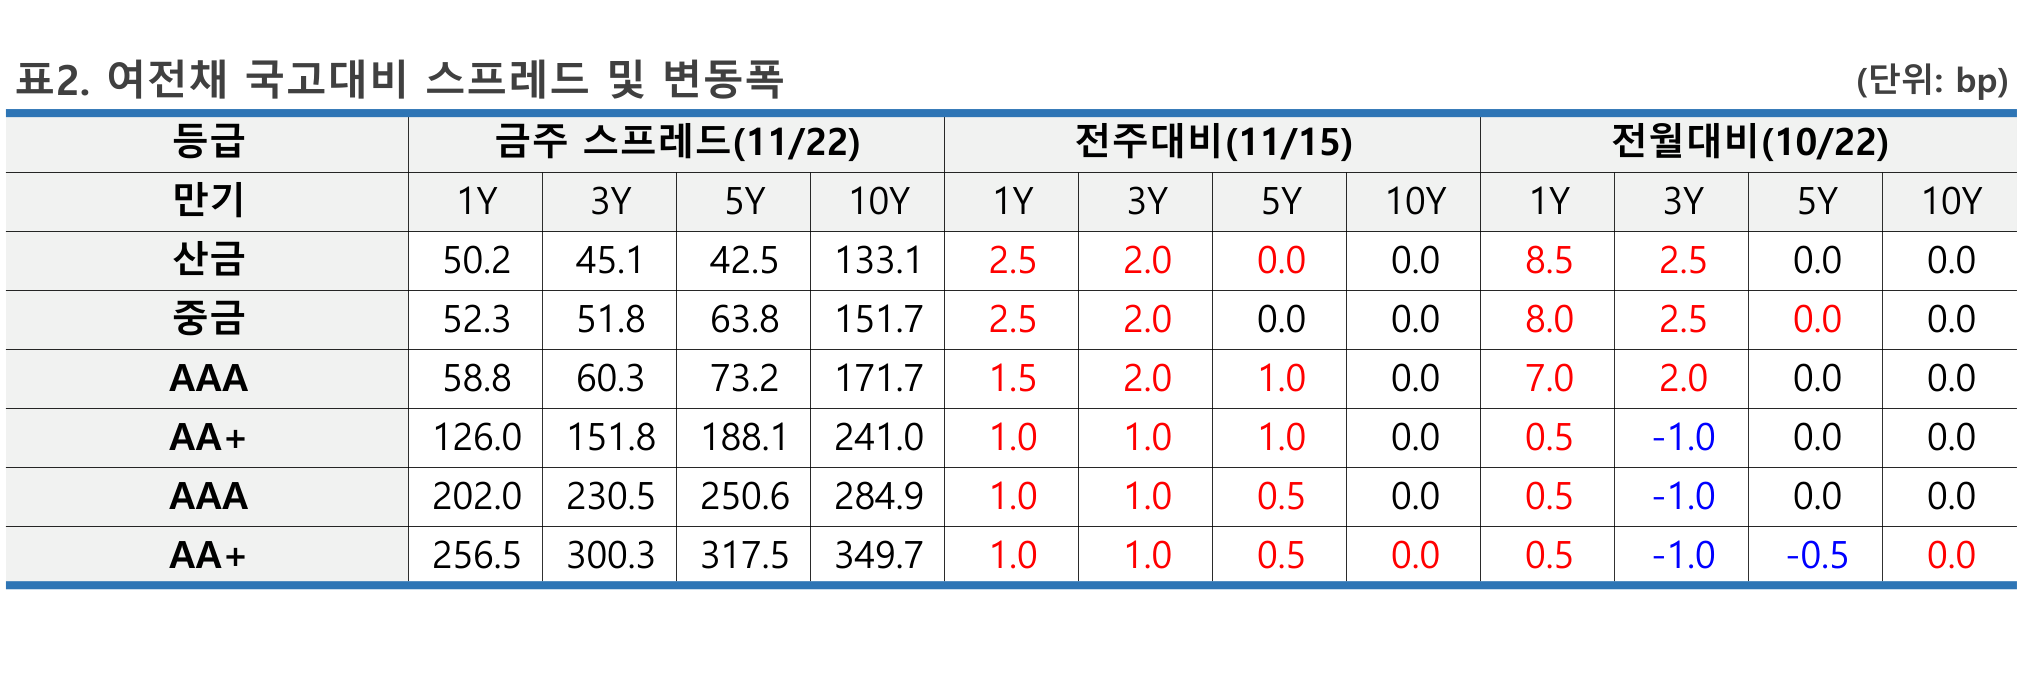 표2. 여전채 국고대비 스프레드 및 변동폭 (단위: bp)
등급 금주 스프레드(11/22) 전주대비(11/15) 전월대비(10/22)
만기 1Y 3Y 5Y 10Y 1Y 3Y 5Y 10Y 1Y 3Y 5Y 10Y
산금 50.2 45.1 42.5 133.1 2.5 2.0 0.0 0.0 8.5 2.5 0.0 0.0
중금 52.3 51.8 63.8 151.7 2.5 2.0 0.0 0.0 8.0 2.5 0.0 0.0
AAA 58.8 60.3 73.2 171.7 1.5 2.0 1.0 0.0 7.0 2.0 0.0 0.0
AA+ 126.0 151.8 188.1 241.0 1.0 1.0 1.0 0.0 0.5 -1.0 0.0 0.0
AAA 202.0 230.5 250.6 284.9 1.0 1.0 0.5 0.0 0.5 -1.0 0.0 0.0
AA+ 256.5 300.3 317.5 349.7 1.0 1.0 0.5 0.0 0.5 -1.0 -0.5 0.0